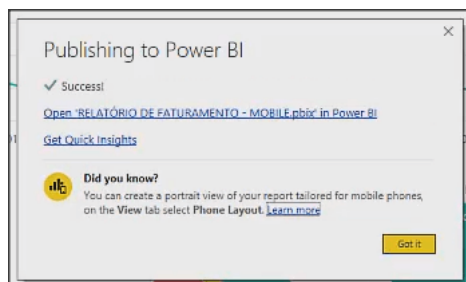 Publishing to Power BI
Success!
Open 'RELATÓRIO DE FATURAMENTO - MOBILE.pbix' in Power BI
Get Quick Insights
Did you know?
You can create a portrait view of your report tailored for mobile phones,
on the View tab select Phone Layout. Learn more
Got it